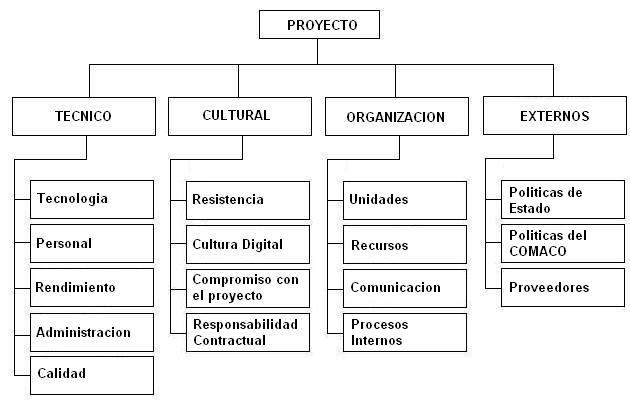 PROYECTO
TECNICO
CULTURAL
ORGANIZACION
EXTERNOS
Tecnologia
Personal
Rendimiento
Administracion
Calidad
Resistencia
Cultura Digital
Compromiso con
el proyecto
Responsabilidad
Contractual
Unidades
Recursos
Comunicacion
Procesos
Internos
Politicas de
Estado
Politicas del
COMACO
Proveedores